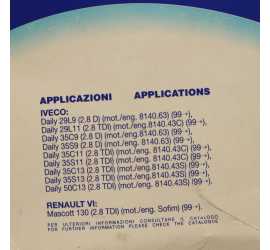 APPLICAZIONI APPLICATIONS
IVECO:
Daily 29L9 (2.8 D) (mot./eng. 8140.63) (99→),
Daily 29L11 (2.8 TDI) (mot./eng. 8140.43C) (99→),
Daily 35C9 (2.8 D) (mot./eng. 8140.63) (99→),
Daily 35S9 (2.8 D) (mot./eng. 8140.63) (99→),
Daily 35C11 (2.8 TDI) (mot./eng. 8140.43C) (99→),
Daily 35S11 (2.8 TDI) (mot./eng. 8140.43C) (99→),
Daily 35C13 (2.8 TDI) (mot./eng. 8140.43S) (99→),
Daily 35S13 (2.8 TDI) (mot./eng. 8140.43S) (99→),
Daily 50C13 (2.8 TDI) (mot./eng. 8140.43S) (99→),
RENAULT VI:
Mascott 130 (2.8 TDI) (mot./eng. Sofim) (99→).
PER ULTERIORI INFORMAZIONI CONSULTARE IL CATALOGO
FOR FURTHER INFORMATION PLEASE CHECK THE CATALOGUE